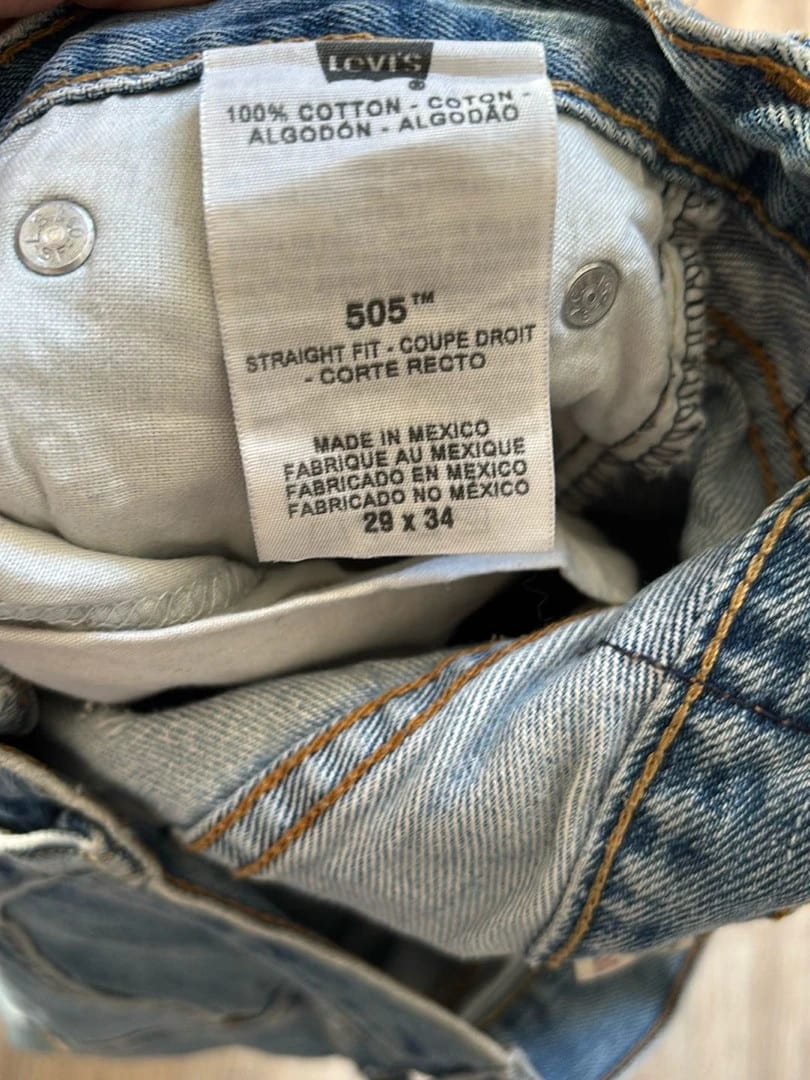 LEVI'S
®
100% COTTON - COTON -
ALGODÓN - ALGODÃO
505™
STRAIGHT FIT - COUPE DROIT
- CORTE RECTO
MADE IN MEXICO
FABRIQUE AU MEXIQUE
FABRICADO EN MEXICO
FABRICADO NO MÉXICO
29 x 34